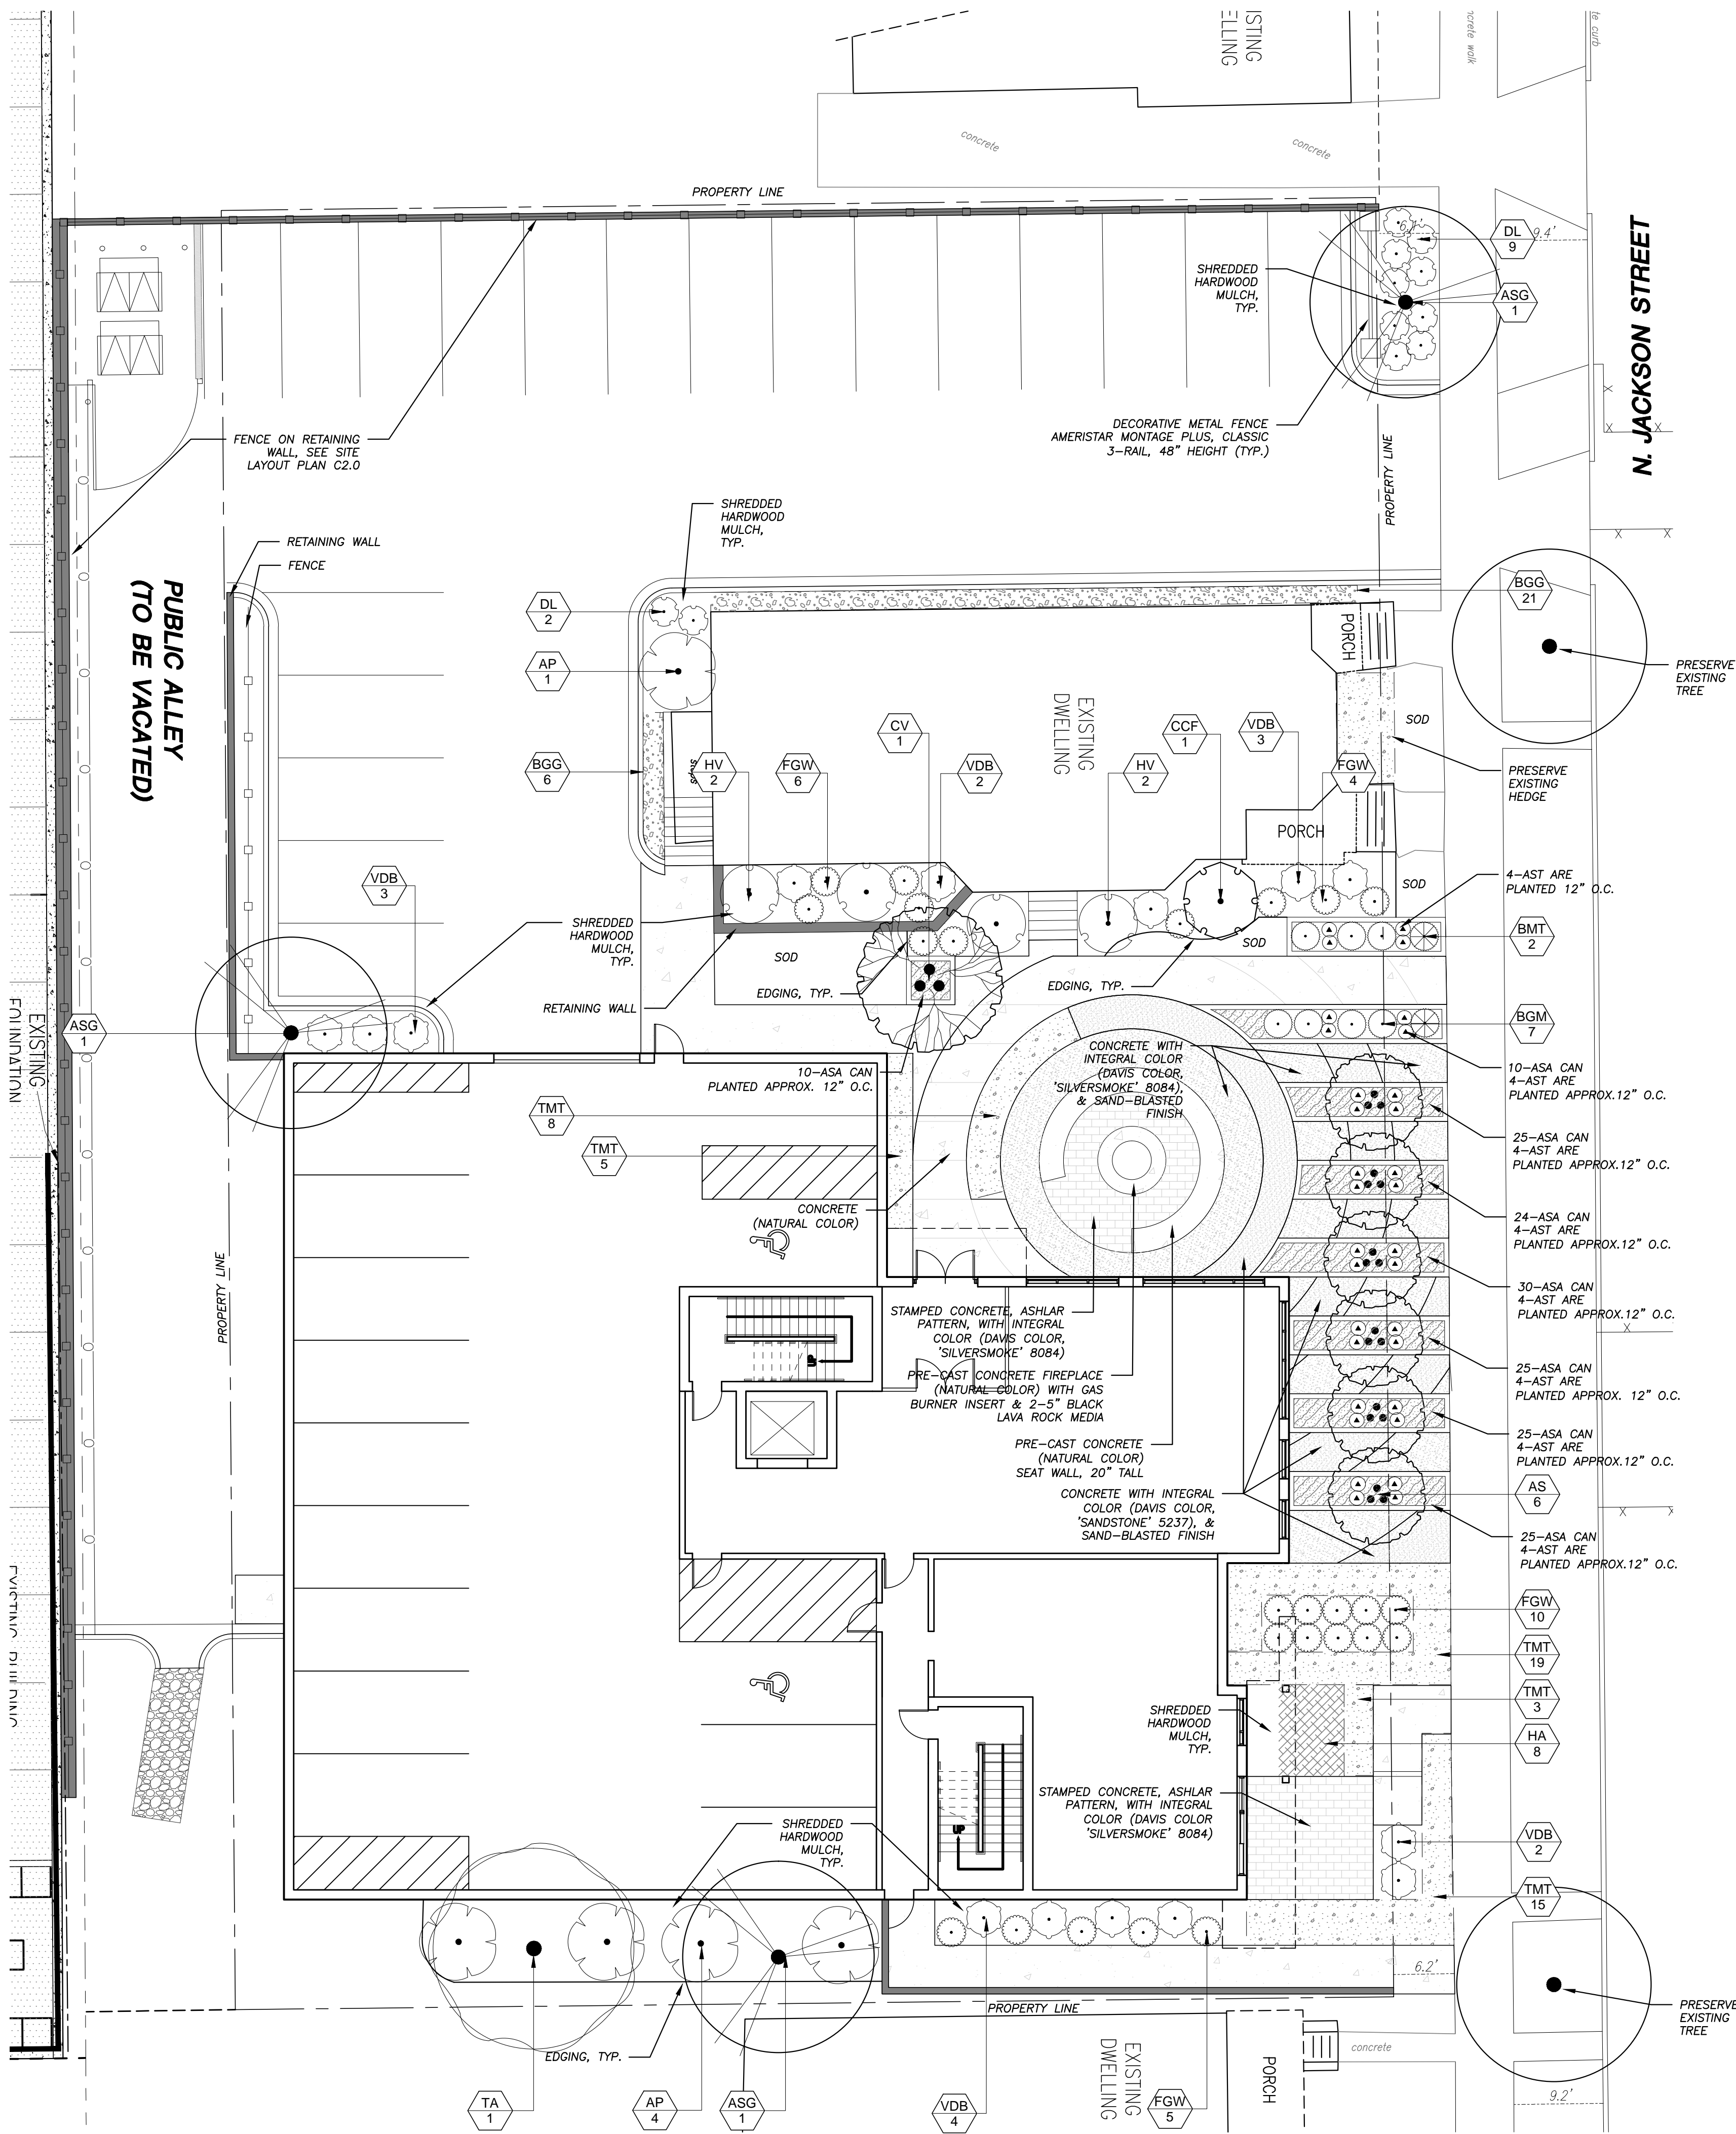 EXISTING
DWELLING
concrete walk
concrete
concrete
PROPERTY LINE
6.1'
9.4'
DL
9
ASG
1
N. JACKSON STREET
SHREDDED
HARDWOOD
MULCH,
TYP.
DECORATIVE METAL FENCE
AMERISTAR MONTAGE PLUS, CLASSIC
3-RAIL, 48" HEIGHT (TYP.)
PROPERTY LINE
X
X
X
X
FENCE ON RETAINING
WALL, SEE SITE
LAYOUT PLAN C2.0
SHREDDED
HARDWOOD
MULCH,
TYP.
RETAINING WALL
FENCE
PUBLIC ALLEY
(TO BE VACATED)
DL
2
BGG
21
AP
1
PORCH
PRESERVE
EXISTING
TREE
SOD
EXISTING
DWELLING
CV
1
CCF
1
VDB
3
BGG
6
Steps
HV
2
FGW
6
VDB
2
HV
2
FGW
4
PRESERVE
EXISTING
HEDGE
PORCH
VDB
3
SOD
4-AST ARE
PLANTED 12" O.C.
SHREDDED
HARDWOOD
MULCH,
TYP.
SOD
SOD
BMT
2
RETAINING WALL
EDGING, TYP.
EDGING, TYP.
ASG
1
EXISTING
FOUNDATION
BGM
7
10-ASA CAN
PLANTED APPROX. 12" O.C.
CONCRETE WITH
INTEGRAL COLOR
(DAVIS COLOR,
'SILVERSMOKE' 8084),
& SAND-BLASTED
FINISH
10-ASA CAN
4-AST ARE
PLANTED APPROX.12" O.C.
TMT
8
TMT
5
25-ASA CAN
4-AST ARE
PLANTED APPROX.12" O.C.
CONCRETE
(NATURAL COLOR)
24-ASA CAN
4-AST ARE
PLANTED APPROX.12" O.C.
PROPERTY LINE
30-ASA CAN
4-AST ARE
PLANTED APPROX.12" O.C.
X
STAMPED CONCRETE, ASHLAR
PATTERN, WITH INTEGRAL
COLOR (DAVIS COLOR,
'SILVERSMOKE' 8084)
UP
PRE-CAST CONCRETE FIREPLACE
(NATURAL COLOR) WITH GAS
BURNER INSERT & 2-5" BLACK
LAVA ROCK MEDIA
25-ASA CAN
4-AST ARE
PLANTED APPROX. 12" O.C.
PRE-CAST CONCRETE
(NATURAL COLOR)
SEAT WALL, 20" TALL
25-ASA CAN
4-AST ARE
PLANTED APPROX.12" O.C.
CONCRETE WITH INTEGRAL
COLOR (DAVIS COLOR,
'SANDSTONE' 5237), &
SAND-BLASTED FINISH
AS
6
X
X
25-ASA CAN
4-AST ARE
PLANTED APPROX.12" O.C.
EXISTING BUILDING
FGW
10
TMT
19
TMT
3
SHREDDED
HARDWOOD
MULCH,
TYP.
HA
8
STAMPED CONCRETE, ASHLAR
PATTERN, WITH INTEGRAL
COLOR (DAVIS COLOR
'SILVERSMOKE' 8084)
UP
SHREDDED
HARDWOOD
MULCH,
TYP.
VDB
2
TMT
15
6.2'
PROPERTY LINE
PRESERVE
EXISTING
TREE
EDGING, TYP.
EXISTING
DWELLING
PORCH
concrete
TA
1
AP
4
ASG
1
VDB
4
FGW
5
9.2'